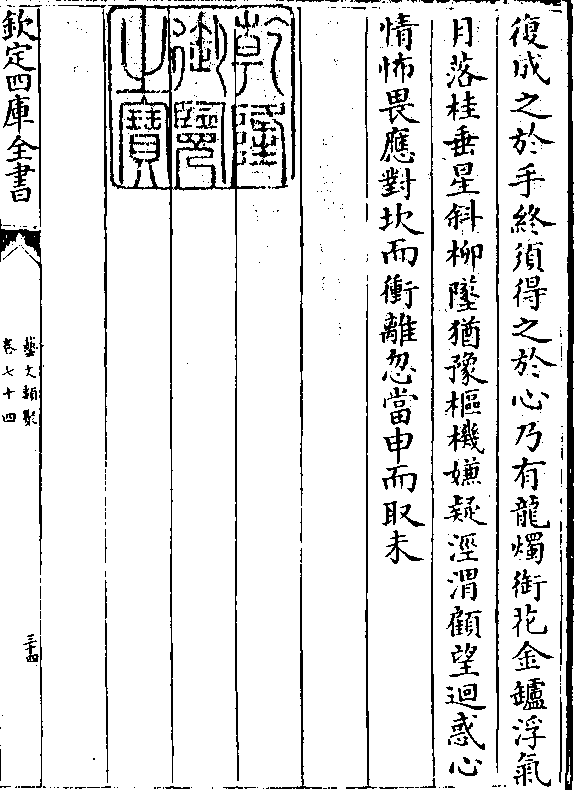 復成之於手終須得之於心乃有龍燭銜花金鑪浮氣
月落桂垂星斜柳墜猶豫樞機嫌疑涇渭顧望迴惑心
情怖畏應對坎而衝離忽當申而取未
乾隆御覽之寶
欽定四庫全書
藝文類聚
卷七十四
三十四